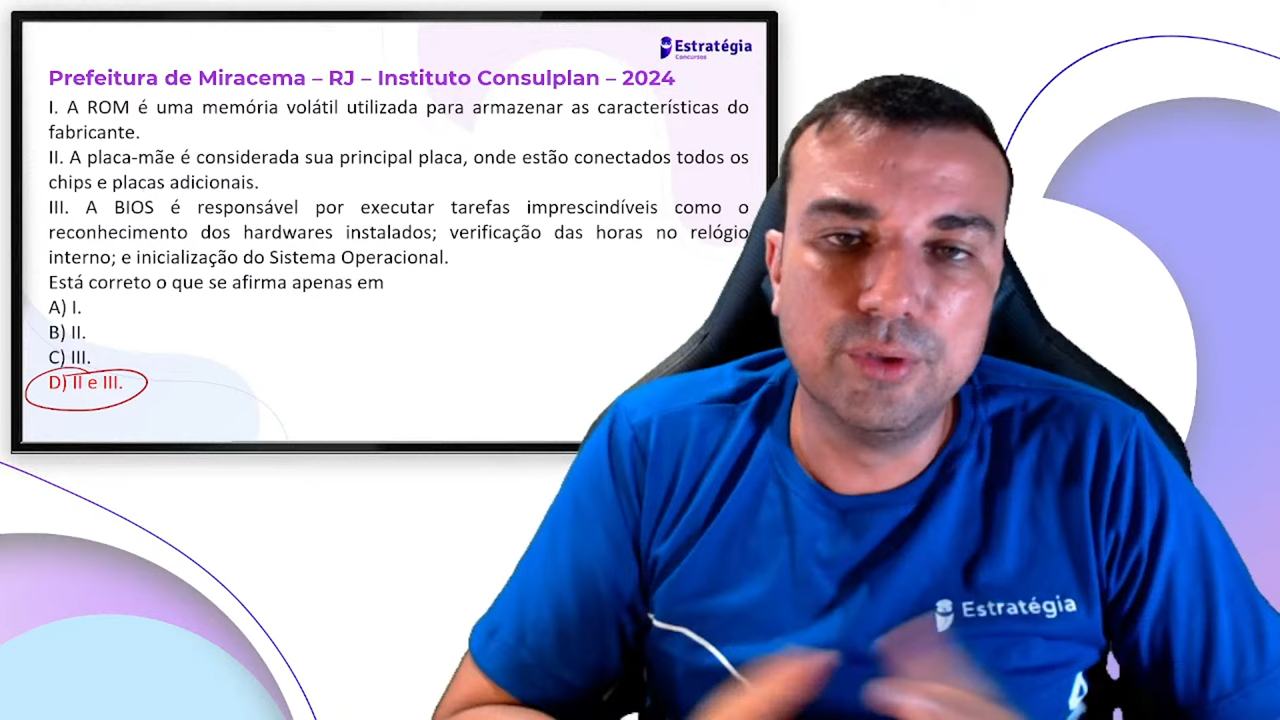 Estratégia
Concursos
Prefeitura de Miracema – RJ – Instituto Consulplan – 2024
I. A ROM é uma memória volátil utilizada para armazenar as características do
fabricante.
II. A placa-mãe é considerada sua principal placa, onde estão conectados todos os
chips e placas adicionais.
III. A BIOS é responsável por executar tarefas imprescindíveis como o
reconhecimento dos hardwares instalados; verificação das horas no relógio
interno; e inicialização do Sistema Operacional.
Está correto o que se afirma apenas em
A) I.
B) II.
C) III.
D) II e III.
Estratégia